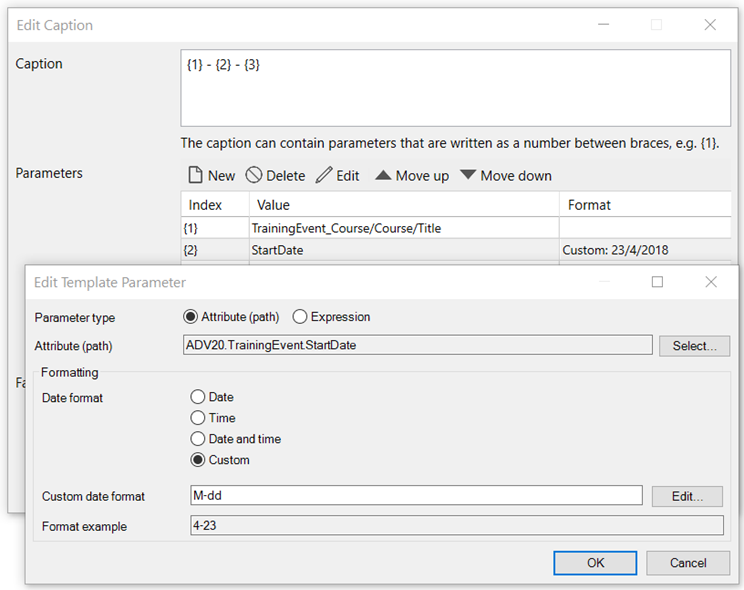 Edit Caption
Caption
{1} - {2} - {3}
The caption can contain parameters that are written as a number between braces, e.g. {1}.
Parameters
New Delete Edit Move up Move down
Index Value Format
{1} TrainingEvent_Course/Course/Title
{2} StartDate Custom: 23/4/2018
Edit Template Parameter
Parameter type Attribute (path) Expression
Attribute (path) ADV20.TrainingEvent.StartDate Select...
Fa
Formatting
Date format Date
Time
Date and time
Custom
Custom date format M-dd Edit...
Format example 4-23
OK Cancel